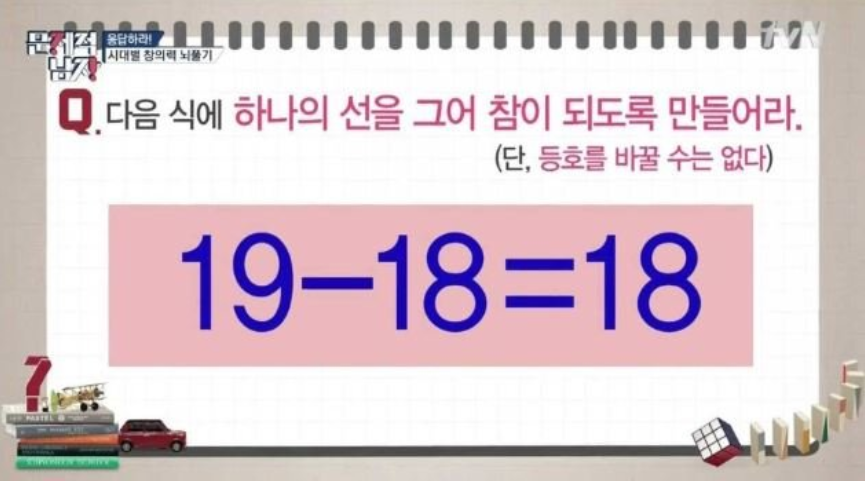 문제적
남자!
응답하라!
시대별 창의력 뇌풀기
tvN
Q. 다음 식에 하나의 선을 그어 참이 되도록 만들어라.
(단, 등호를 바꿀 수는 없다)
19-18=18